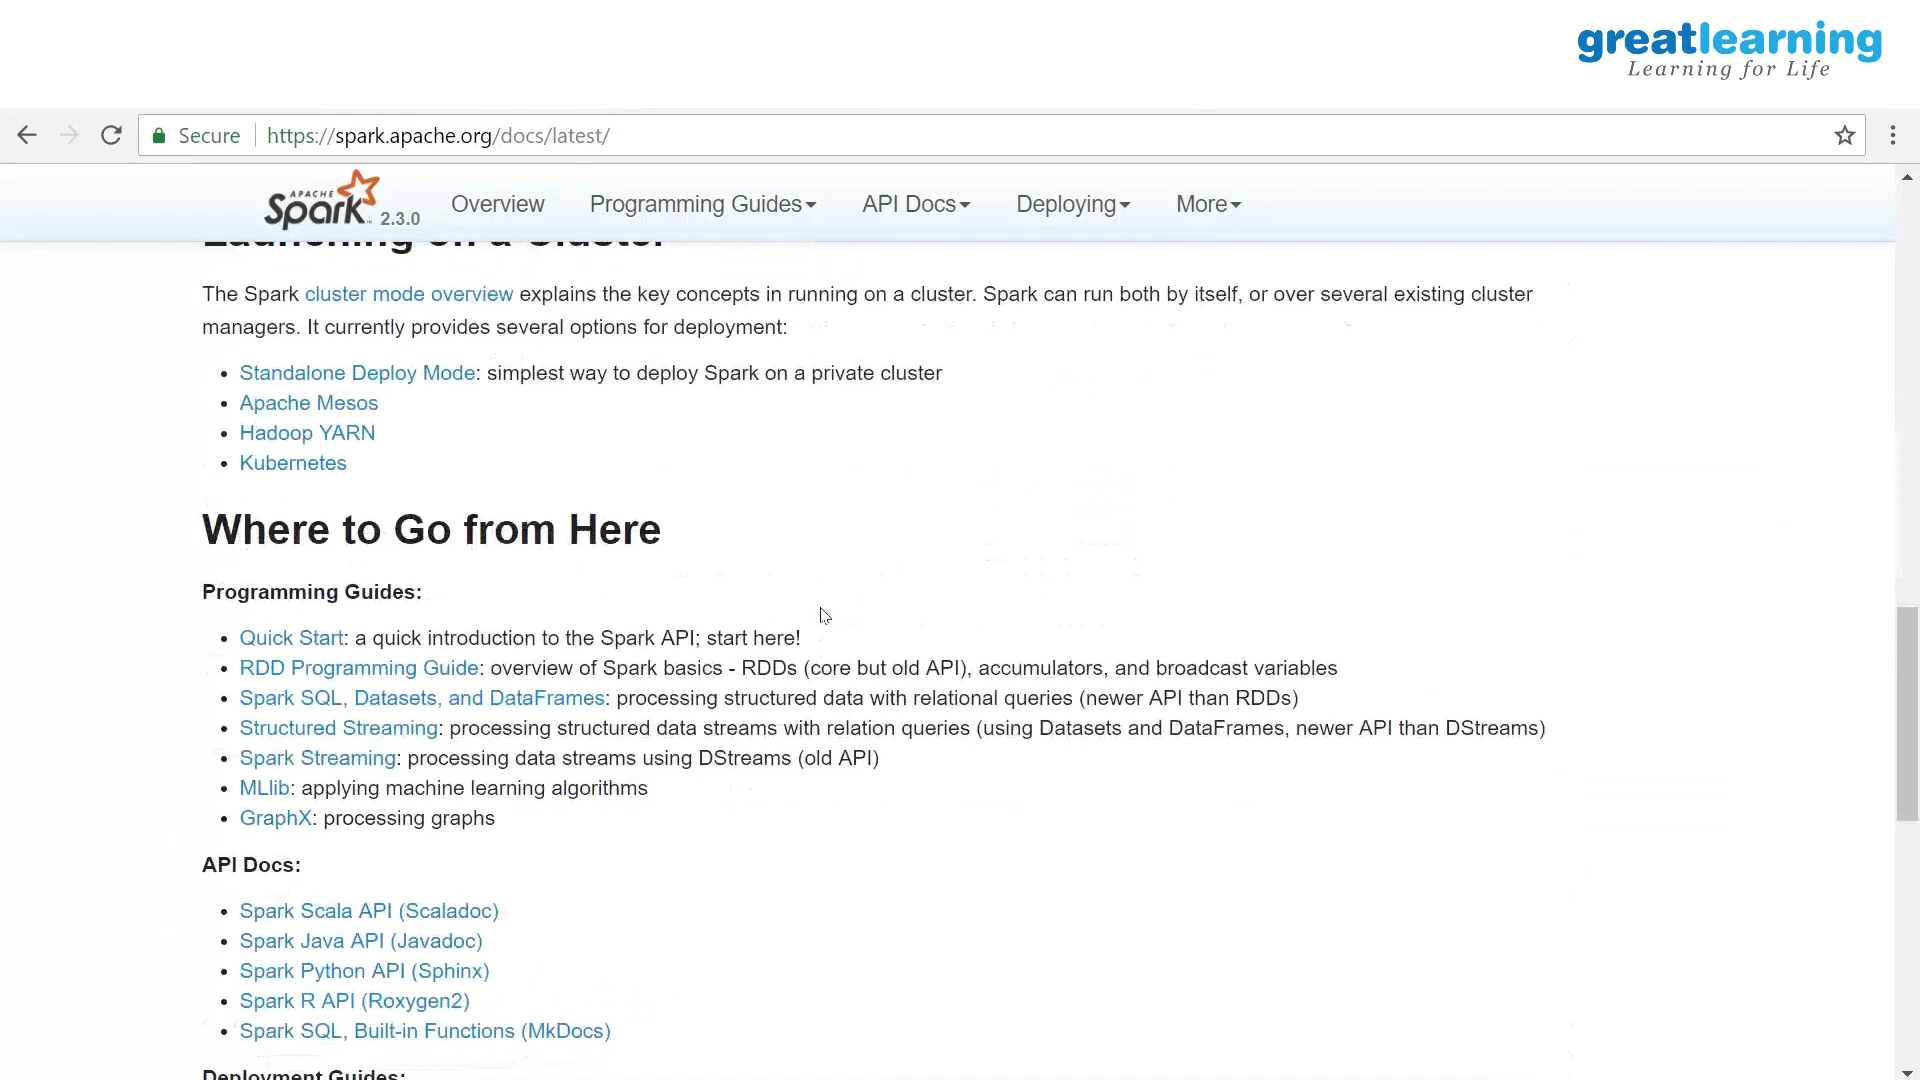 greatlearning
Learning for Life
Secure https://spark.apache.org/docs/latest/
APACHE Spark™ 2.3.0 Overview Programming Guides API Docs Deploying More
Launching on a Cluster
The Spark cluster mode overview explains the key concepts in running on a cluster. Spark can run both by itself, or over several existing cluster
managers. It currently provides several options for deployment:
• Standalone Deploy Mode: simplest way to deploy Spark on a private cluster
• Apache Mesos
• Hadoop YARN
• Kubernetes
Where to Go from Here
Programming Guides:
• Quick Start: a quick introduction to the Spark API; start here!
• RDD Programming Guide: overview of Spark basics - RDDs (core but old API), accumulators, and broadcast variables
• Spark SQL, Datasets, and DataFrames: processing structured data with relational queries (newer API than RDDs)
• Structured Streaming: processing structured data streams with relation queries (using Datasets and DataFrames, newer API than DStreams)
• Spark Streaming: processing data streams using DStreams (old API)
• MLlib: applying machine learning algorithms
• GraphX: processing graphs
API Docs:
• Spark Scala API (Scaladoc)
• Spark Java API (Javadoc)
• Spark Python API (Sphinx)
• Spark R API (Roxygen2)
• Spark SQL, Built-in Functions (MkDocs)
Deployment Guides: